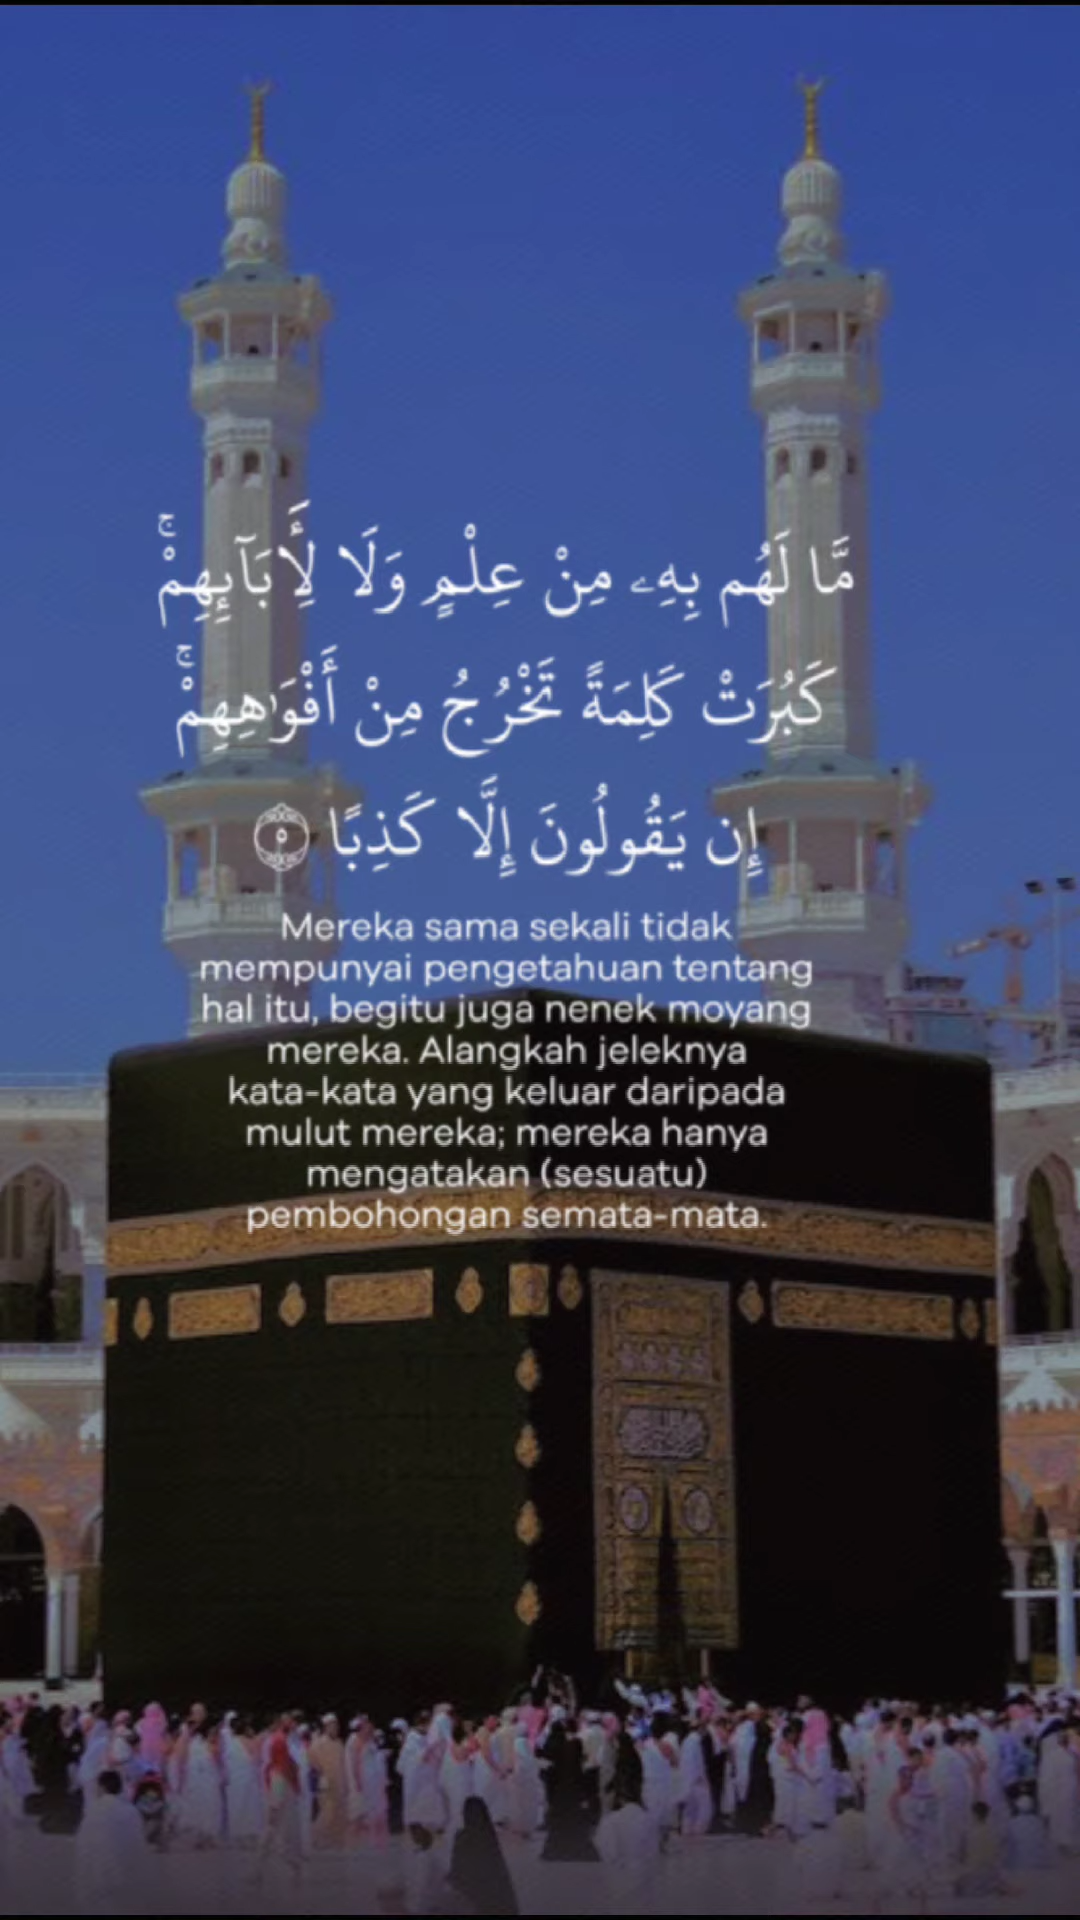 مَّا لَهُم بِهِۦ مِنْ عِلْمٍ وَلَا لِأَبَآئِهِمْۚ
كَبُرَتْ كَلِمَةً تَخْرُجُ مِنْ أَفْوَٰهِهِمْۚ
إِن يَقُولُونَ إِلَّا كَذِبًا ٥
Mereka sama sekali tidak
mempunyai pengetahuan tentang
hal itu, begitu juga nenek moyang
mereka. Alangkah jeleknya
kata-kata yang keluar daripada
mulut mereka; mereka hanya
mengatakan (sesuatu)
pembohongan semata-mata.